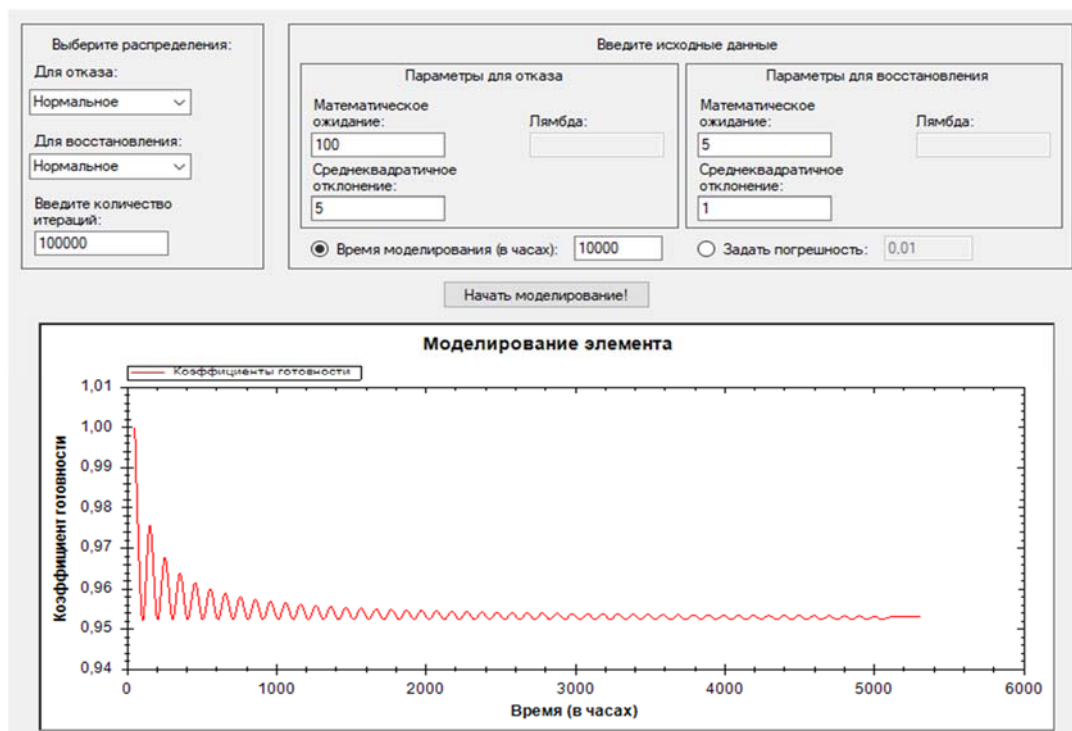 Выберите распределения:
Для отказа:
Нормальное
Для восстановления:
Нормальное
Введите количество
итераций:
100000
Введите исходные данные
Параметры для отказа
Математическое
ожидание:
100
Лямбда:
Среднеквадратичное
отклонение:
5
Параметры для восстановления
Математическое
ожидание:
5
Лямбда:
Среднеквадратичное
отклонение:
1
Время моделирования (в часах):
10000
Задать погрешность:
0,01
Начать моделирование!
Моделирование элемента
Коэффициенты готовности
Коэффициент готовности
1,01
1,00
0,99
0,98
0,97
0,96
0,95
0,94
0
1000
2000
3000
4000
5000
6000
Время (в часах)